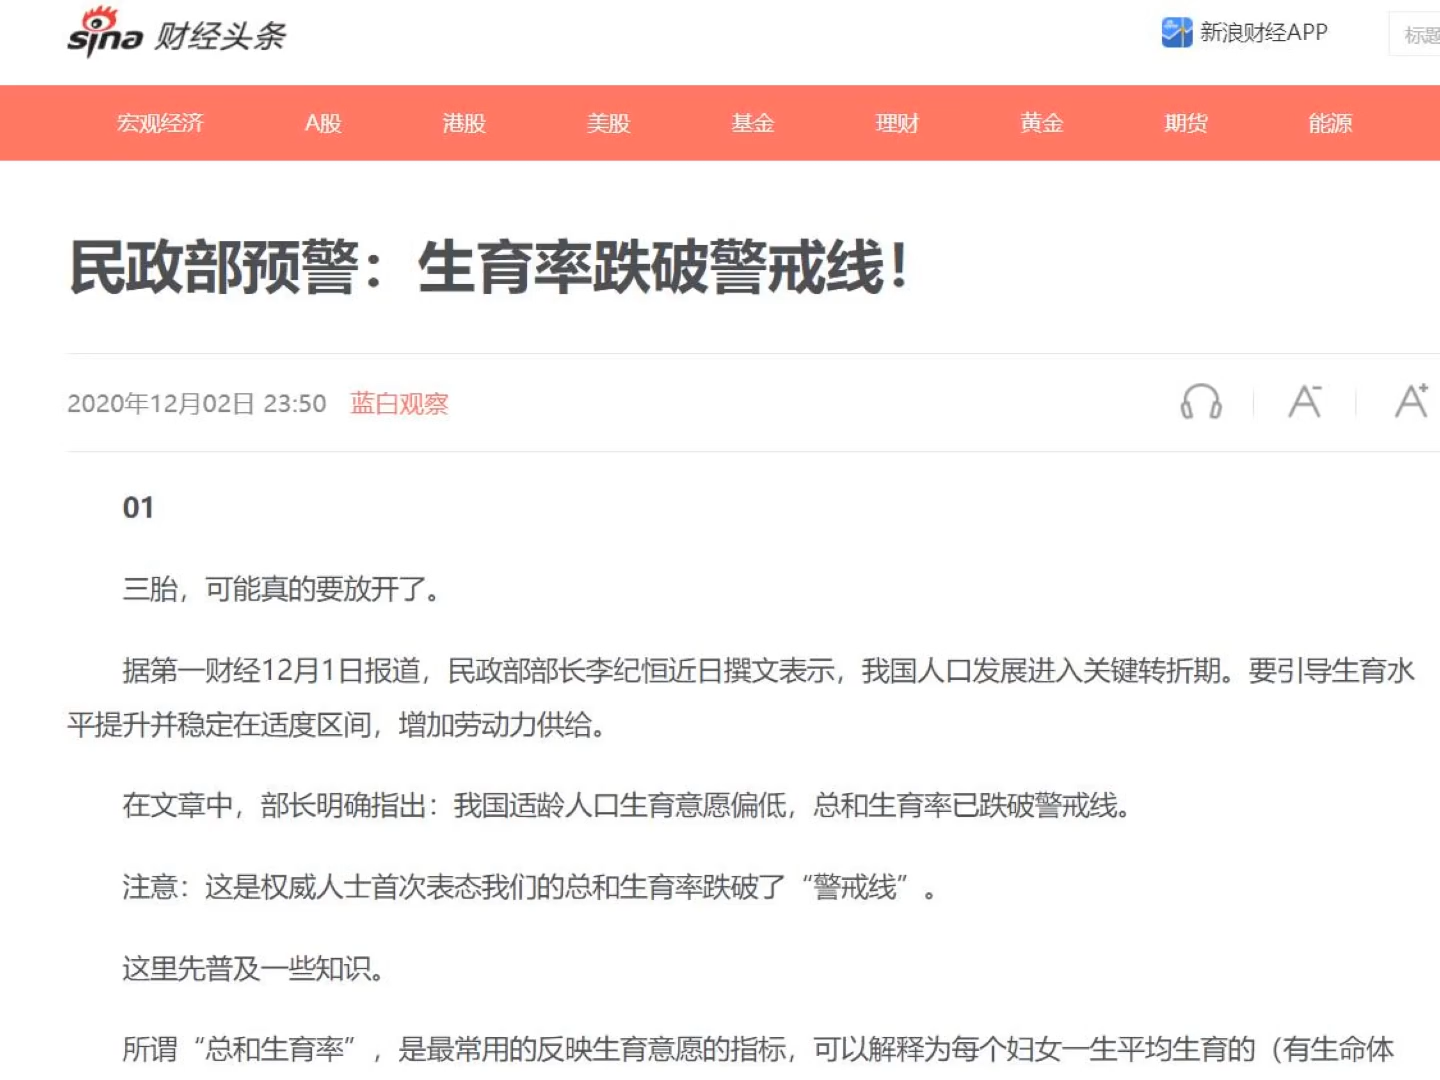 sina 财经头条
新浪财经APP
标题
宏观经济 A股 港股 美股 基金 理财 黄金 期货 能源
民政部预警：生育率跌破警戒线！
2020年12月02日 23:50 蓝白观察
A- A+
01
三胎，可能真的要放开了。
据第一财经12月1日报道，民政部部长李纪恒近日撰文表示，我国人口发展进入关键转折期。要引导生育水
平提升并稳定在适度区间，增加劳动力供给。
在文章中，部长明确指出：我国适龄人口生育意愿偏低，总和生育率已跌破警戒线。
注意：这是权威人士首次表态我们的总和生育率跌破了“警戒线”。
这里先普及一些知识。
所谓“总和生育率”，是最常用的反映生育意愿的指标，可以解释为每个妇女一生平均生育的（有生命体